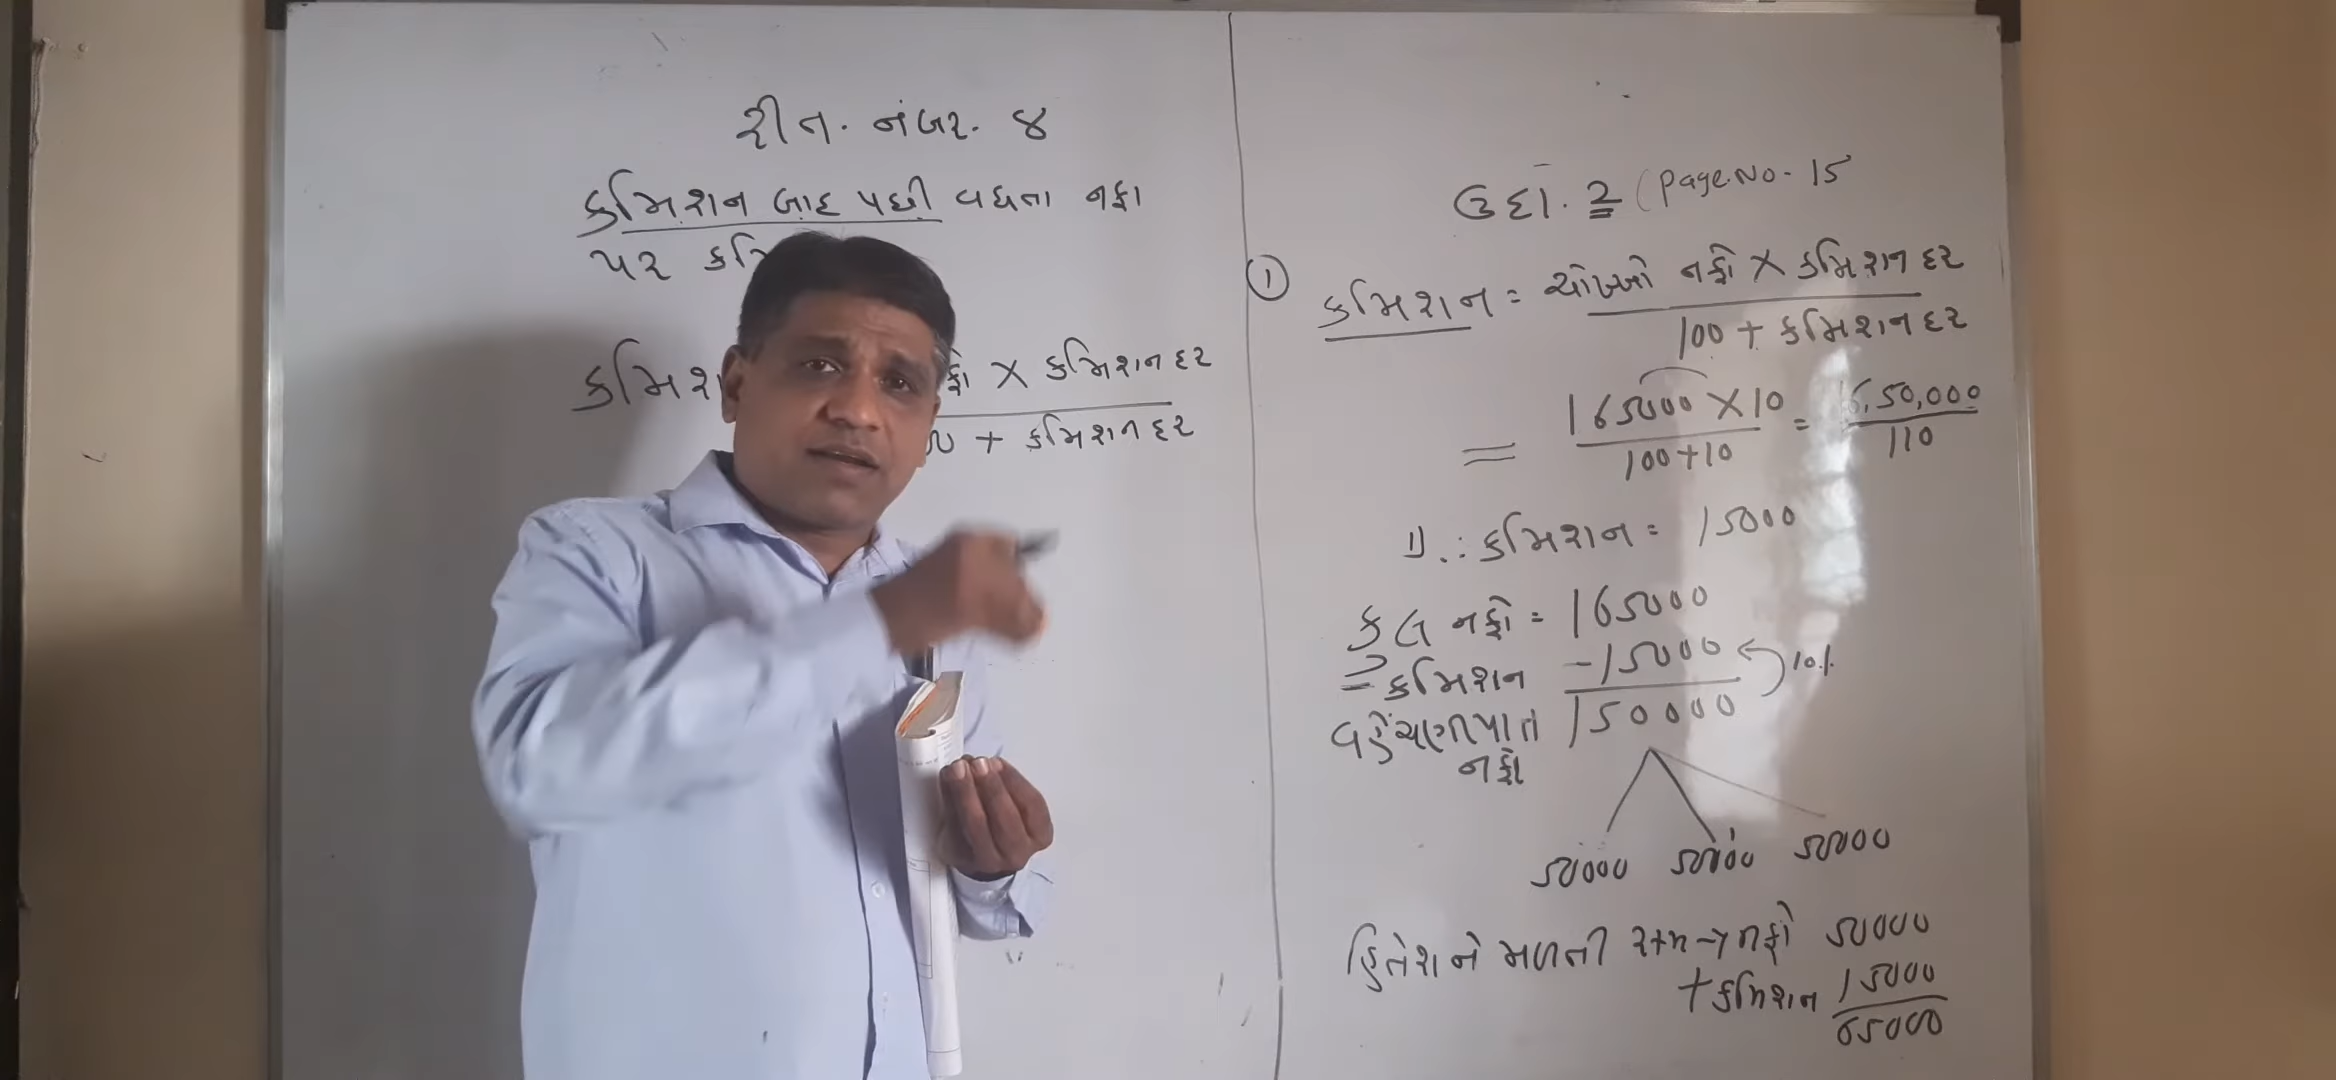 રીત. નંબર. ૪
કમિશન બાદ પછી વધતા નફા
પર કમિ
કમિશ ફો X કમિશન દર
00 + કમિશન દર
ઉદા. 2 (Page.No - 15
① કમિશન = ચોખ્ખો નફો X કમિશન દર
100 + કમિશન દર
= 165000 X 10 = 16,50,000
100+10 110
∴ કમિશન = 15000
કુલ નફો = 165000
= કમિશન -15000 10%
વહેંચણીપાત્ર 150000
નફો
50000 50000 50000
હિતેશને મળતી રકમ → નફો 50000
+ કમિશન 15000
65000